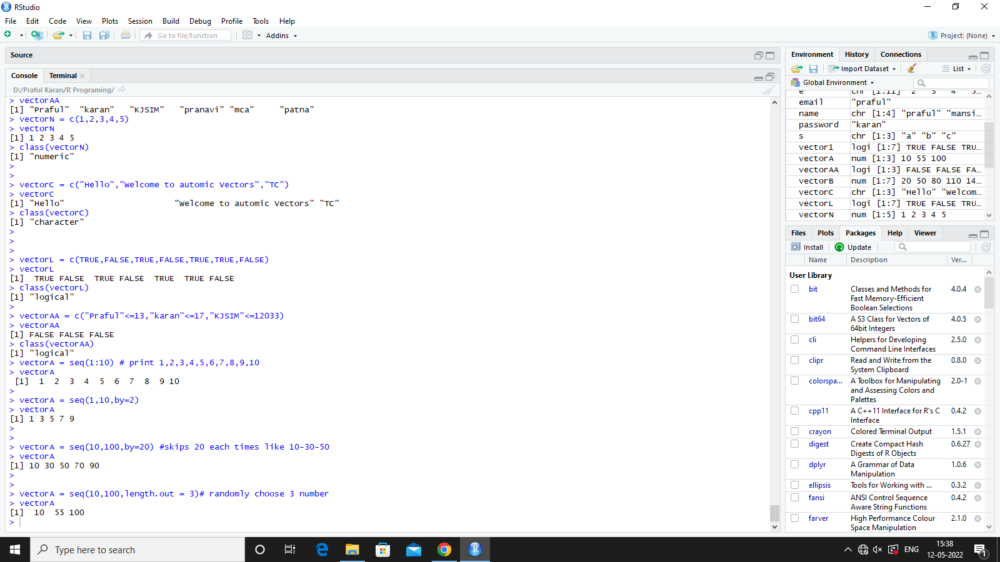 RStudio
File Edit Code View Plots Session Build Debug Profile Tools Help
Go to file/function Addins Project: (None)
Source
Console Terminal
D:/Praful Karan/R Programing/
> vectorAA
[1] "Praful"  "karan"   "KJSIM"   "pranavi" "mca"     "patna"
> vectorN = c(1,2,3,4,5)
> vectorN
[1] 1 2 3 4 5
> class(vectorN)
[1] "numeric"
>
>
> vectorC = c("Hello","Welcome to automic Vectors","TC")
> vectorC
[1] "Hello"                      "Welcome to automic Vectors" "TC"
> class(vectorC)
[1] "character"
>
>
>
> vectorL = c(TRUE,FALSE,TRUE,FALSE,TRUE,TRUE,FALSE)
> vectorL
[1]  TRUE FALSE  TRUE FALSE  TRUE  TRUE FALSE
> class(vectorL)
[1] "logical"
>
> vectorAA = c("Praful"<=13,"karan"<=17,"KJSIM"<=12033)
> vectorAA
[1] FALSE FALSE FALSE
> class(vectorAA)
[1] "logical"
> vectorA = seq(1:10) # print 1,2,3,4,5,6,7,8,9,10
> vectorA
[1]  1  2  3  4  5  6  7  8  9 10
>
> vectorA = seq(1,10,by=2)
> vectorA
[1] 1 3 5 7 9
>
>
> vectorA = seq(10,100,by=20) #skips 20 each times like 10-30-50
> vectorA
[1] 10 30 50 70 90
>
>
> vectorA = seq(10,100,length.out = 3)# randomly choose 3 number
> vectorA
[1]  10  55 100
>
Environment History Connections
Import Dataset List
Global Environment
e chr [1:11] 2 3 4 5...
email "praful"
name chr [1:4] "praful" "mansi...
password "karan"
s chr [1:3] "a" "b" "c"
vector1 logi [1:7] TRUE FALSE TRU...
vectorA num [1:3] 10 55 100
vectorAA logi [1:3] FALSE FALSE FA...
vectorB num [1:7] 20 50 80 110 14...
vectorC chr [1:3] "Hello" "Welcom...
vectorL logi [1:7] TRUE FALSE TRU...
vectorN num [1:5] 1 2 3 4 5
Files Plots Packages Help Viewer
Install Update
Name Description Ver...
User Library
bit Classes and Methods for 4.0.4
Fast Memory-Efficient
Boolean Selections
bit64 A S3 Class for Vectors of 4.0.5
64bit Integers
cli Helpers for Developing 2.5.0
Command Line Interfaces
clipr Read and Write from the 0.8.0
System Clipboard
colorspa... A Toolbox for Manipulating 2.0-1
and Assessing Colors and
Palettes
cpp11 A C++11 Interface for R's C 0.4.2
Interface
crayon Colored Terminal Output 1.5.1
digest Create Compact Hash 0.6.27
Digests of R Objects
dplyr A Grammar of Data 1.0.6
Manipulation
ellipsis Tools for Working with ... 0.3.2
fansi ANSI Control Sequence 0.4.2
Aware String Functions
farver High Performance Colour 2.1.0
Space Manipulation
Type here to search
ENG
15:38
12-05-2022
1